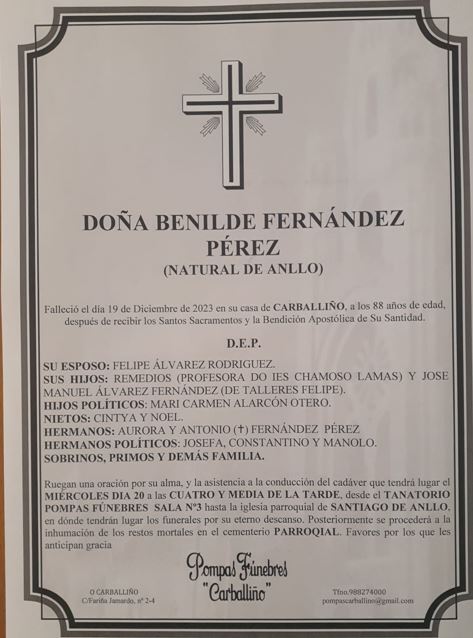 DOÑA BENILDE FERNÁNDEZ
PÉREZ
(NATURAL DE ANLLO)
Falleció el día 19 de Diciembre de 2023 en su casa de CARBALLIÑO, a los 88 años de edad,
después de recibir los Santos Sacramentos y la Bendición Apostólica de Su Santidad.
D.E.P.
SU ESPOSO: FELIPE ÁLVAREZ RODRIGUEZ.
SUS HIJOS: REMEDIOS (PROFESORA DO IES CHAMOSO LAMAS) Y JOSE
MANUEL ÁLVAREZ FERNÁNDEZ (DE TALLERES FELIPE).
HIJOS POLÍTICOS: MARI CARMEN ALARCÓN OTERO.
NIETOS: CINTYA Y NOEL.
HERMANOS: AURORA Y ANTONIO (✝) FERNÁNDEZ PÉREZ
HERMANOS POLÍTICOS: JOSEFA, CONSTANTINO Y MANOLO.
SOBRINOS, PRIMOS Y DEMÁS FAMILIA.
Ruegan una oración por su alma, y la asistencia a la conducción del cadáver que tendrá lugar el
MIÉRCOLES DIA 20 a las CUATRO Y MEDIA DE LA TARDE, desde el TANATORIO
POMPAS FÚNEBRES SALA Nº3 hasta la iglesia parroquial de SANTIAGO DE ANLLO,
en dónde tendrán lugar los funerales por su eterno descanso. Posteriormente se procederá a la
inhumación de los restos mortales en el cementerio PARROQIAL. Favores por los que les
anticipan gracia
Pompas Fúnebres
"Carballiño"
O CARBALLIÑO
C/Fariña Jamardo, nº 2-4
Tfno.988274000
pompascarballino@gmail.com